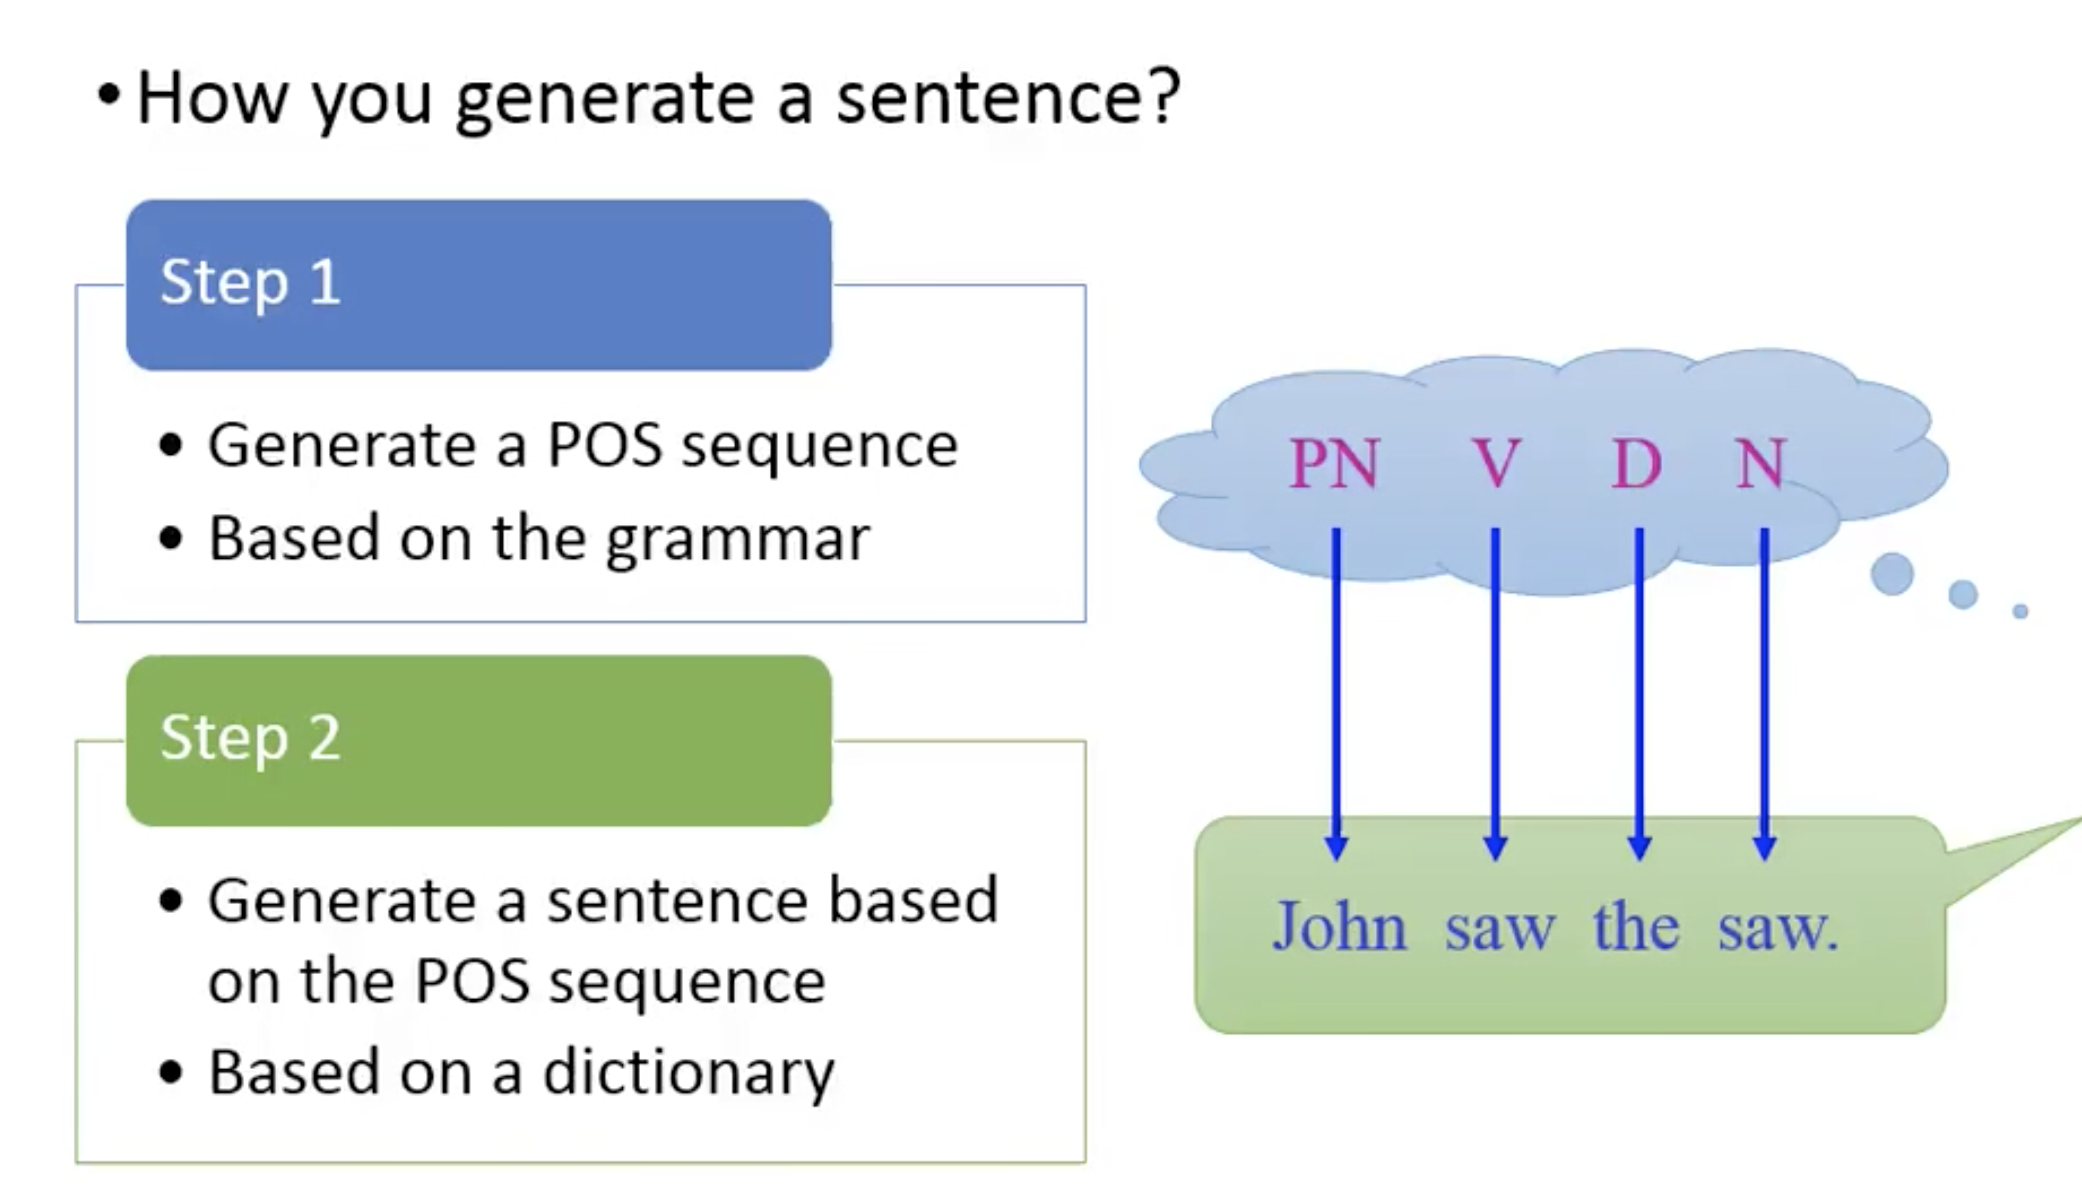 • How you generate a sentence?
Step 1
• Generate a POS sequence
• Based on the grammar
Step 2
• Generate a sentence based
on the POS sequence
• Based on a dictionary
PN V D N
John saw the saw.